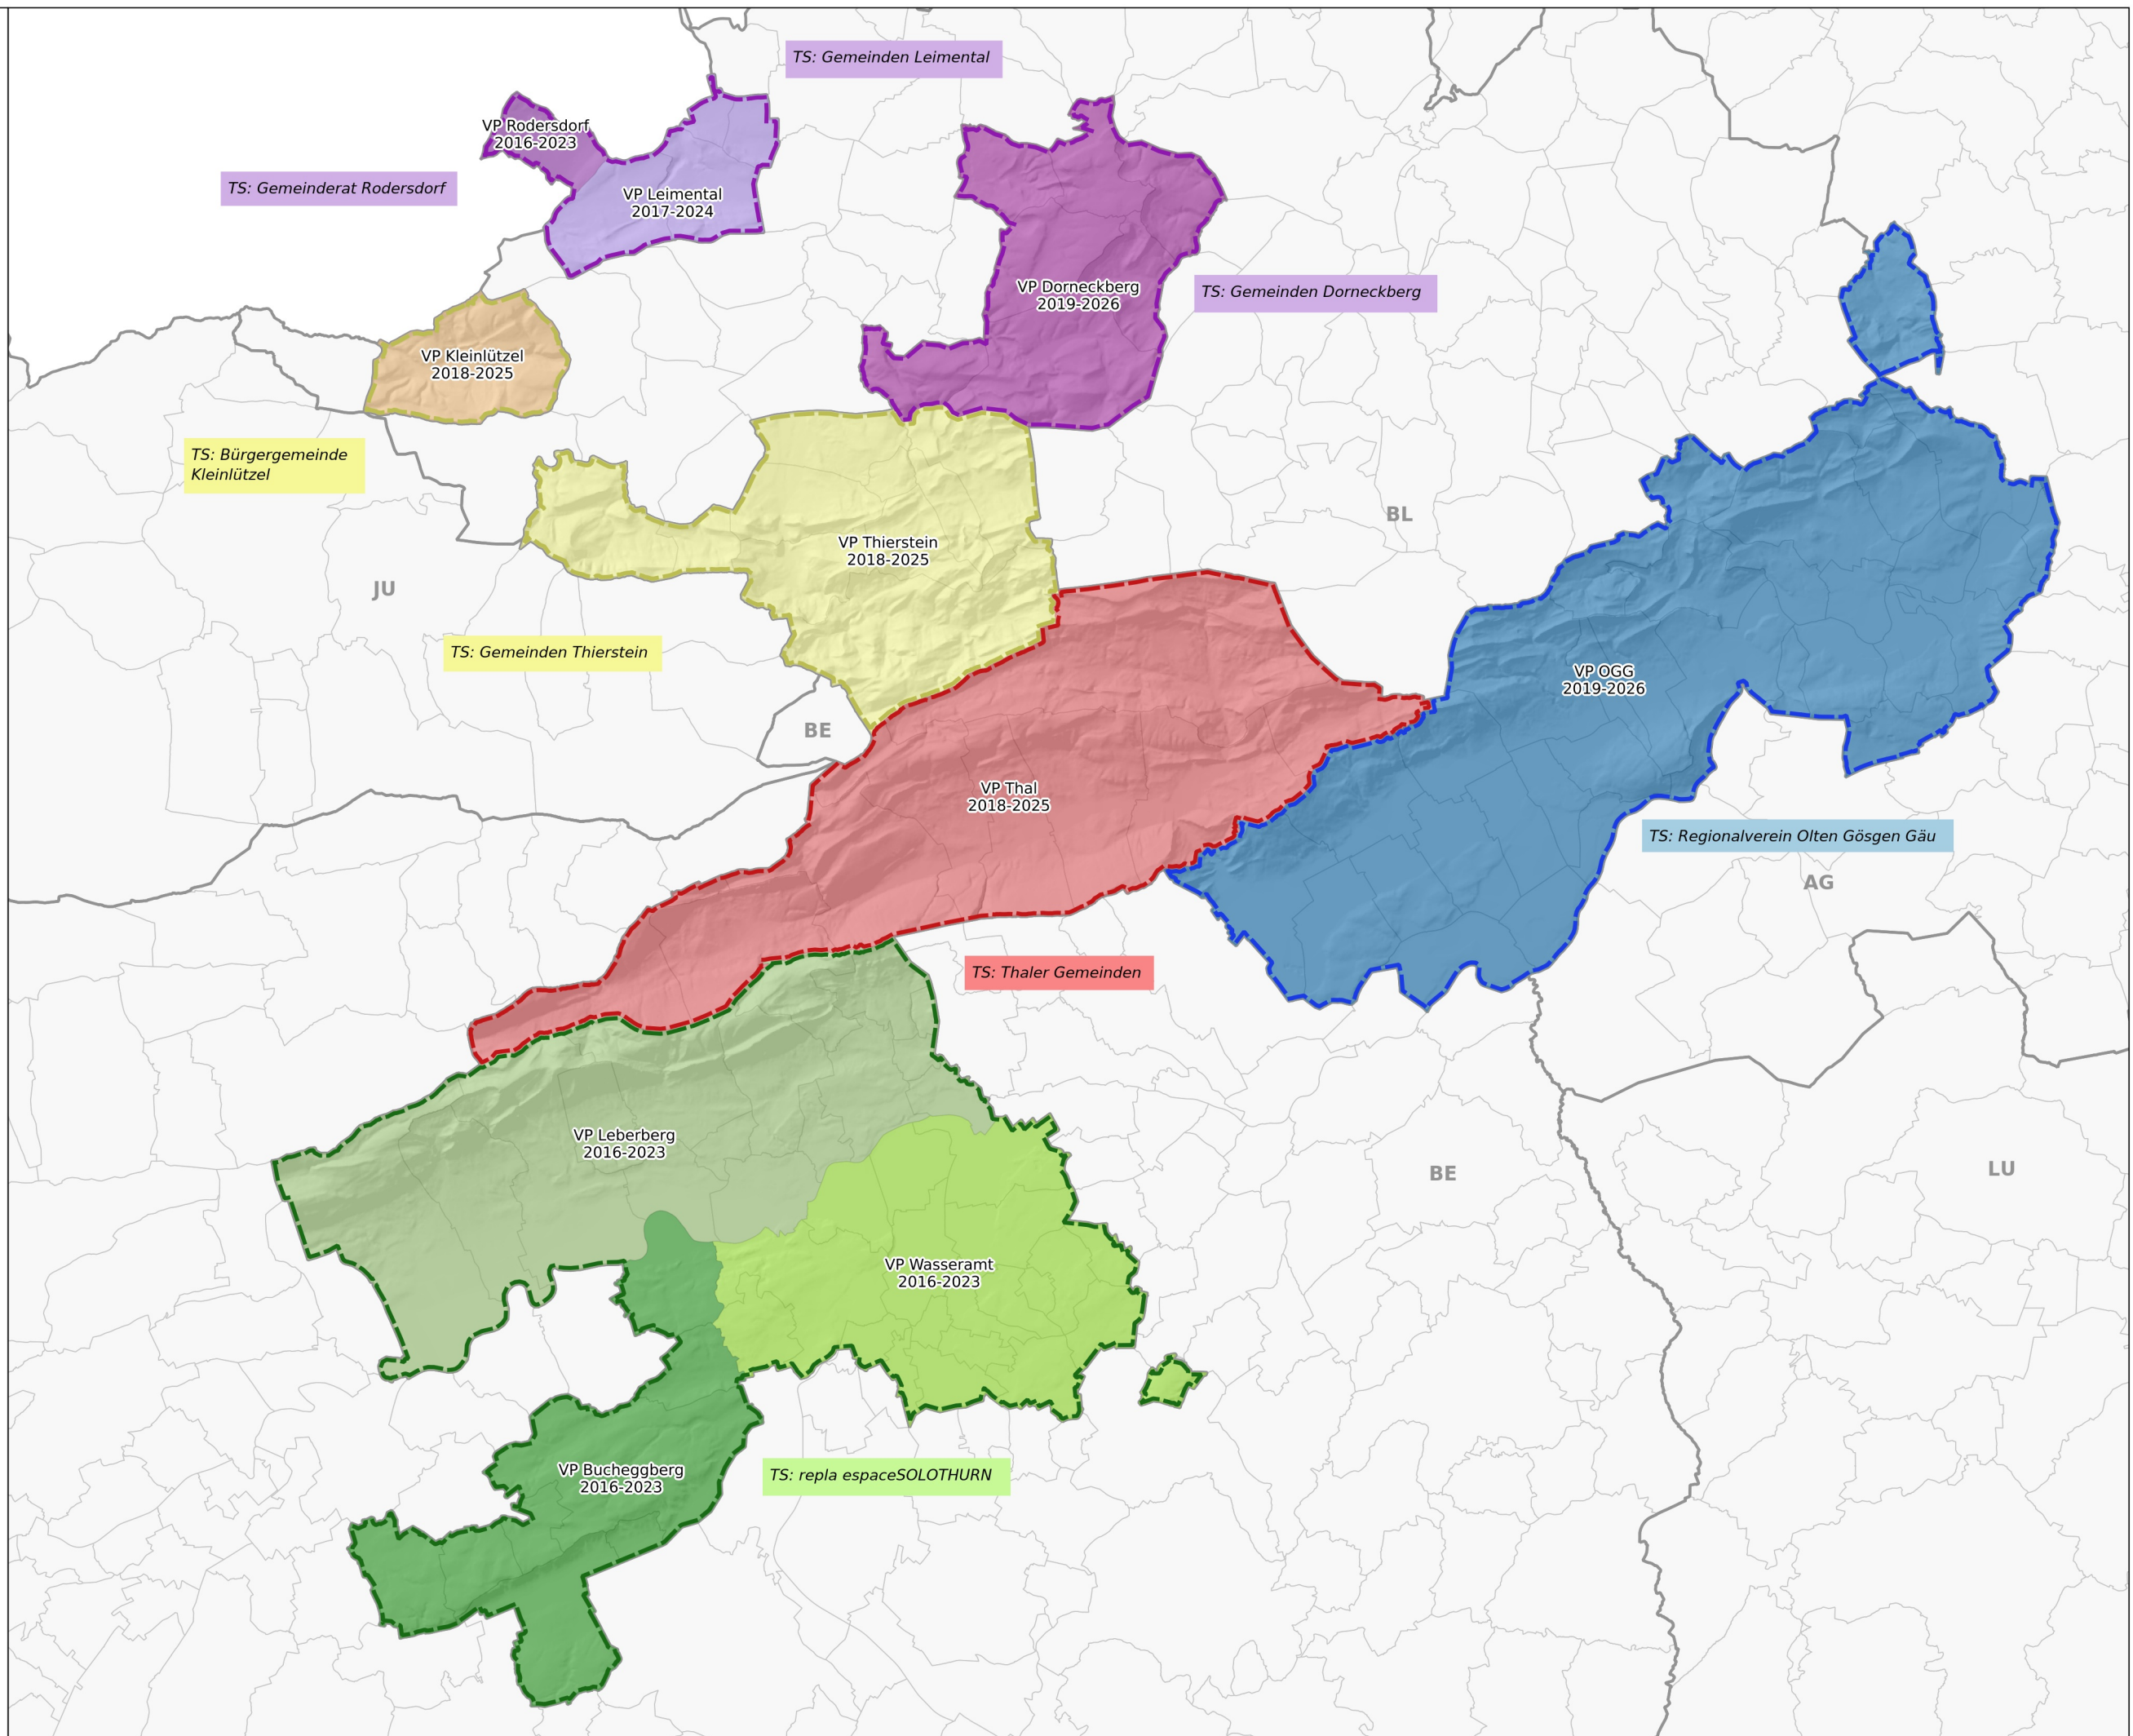 TS: Gemeinden Leimental
VP Rodersdorf
2016-2023
TS: Gemeinderat Rodersdorf
VP Leimental
2017-2024
VP Dorneckberg
2019-2026
TS: Gemeinden Dorneckberg
VP Kleinlützel
2018-2025
TS: Bürgergemeinde
Kleinlützel
BL
VP Thierstein
2018-2025
JU
TS: Gemeinden Thierstein
VP OGG
2019-2026
BE
VP Thal
2018-2025
TS: Regionalverein Olten Gösgen Gäu
AG
TS: Thaler Gemeinden
VP Leberberg
2016-2023
BE
LU
VP Wasseramt
2016-2023
VP Bucheggberg
2016-2023
TS: repla espaceSOLOTHURN